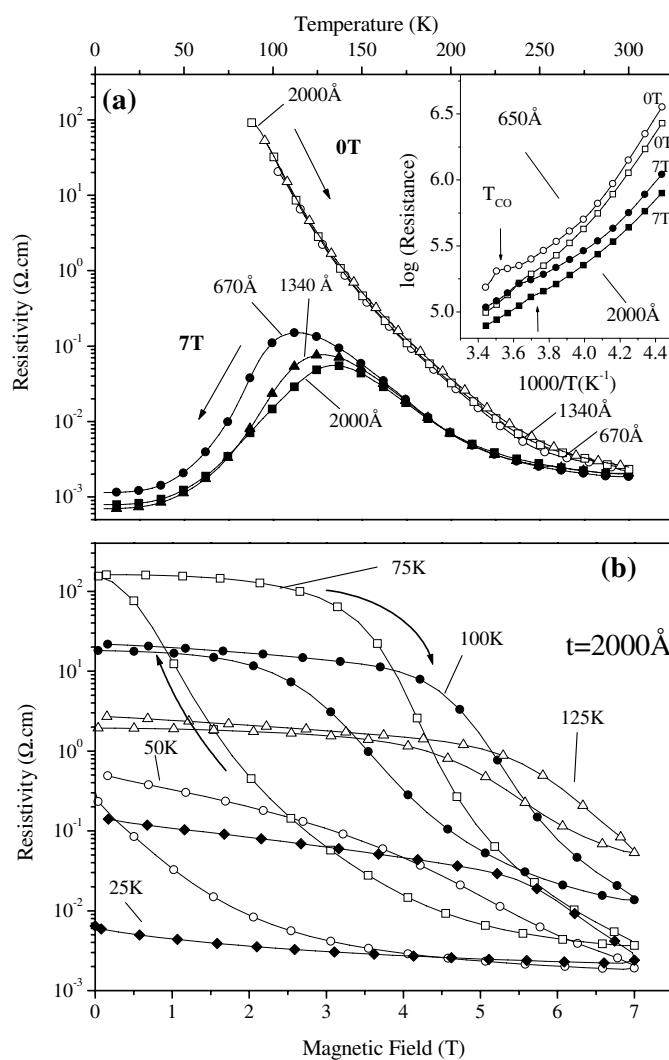 Temperature (K)
0 50 100 150 200 250 300
(a)
2000Å
0T
10^2
10^1
10^0
10^-1
10^-2
10^-3
Resistivity (Ω.cm)
670Å
1340 Å
7T
2000Å
1340Å
670Å
6.5
6.0
5.5
5.0
log (Resistance)
650Å
0T
0T
7T
7T
T_CO
2000Å
3.4 3.6 3.8 4.0 4.2 4.4
1000/T(K^-1)
(b)
75K
100K
t=2000Å
125K
50K
25K
10^2
10^1
10^0
10^-1
10^-2
10^-3
Resistivity (Ω.cm)
0 1 2 3 4 5 6 7
Magnetic Field (T)